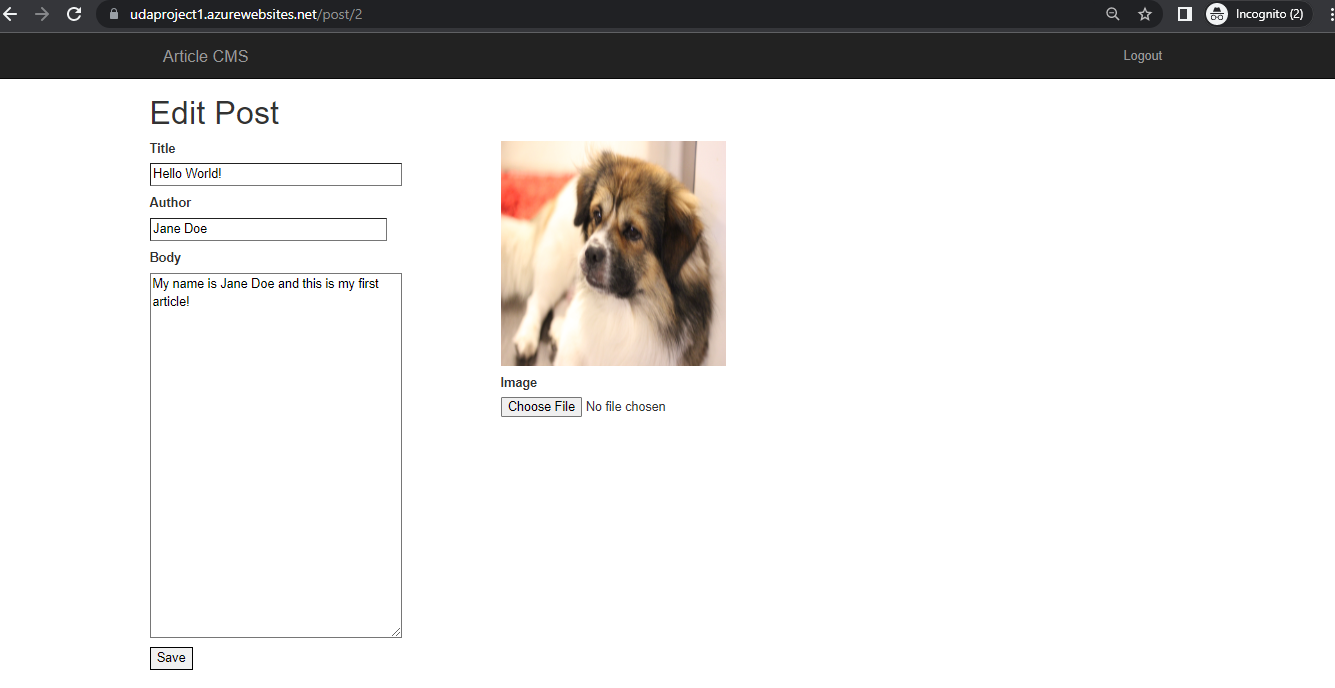 udaproject1.azurewebsites.net/post/2
Incognito (2)
Article CMS
Logout
Edit Post
Title
Hello World!
Author
Jane Doe
Body
My name is Jane Doe and this is my first
article!
Image
Choose File No file chosen
Save